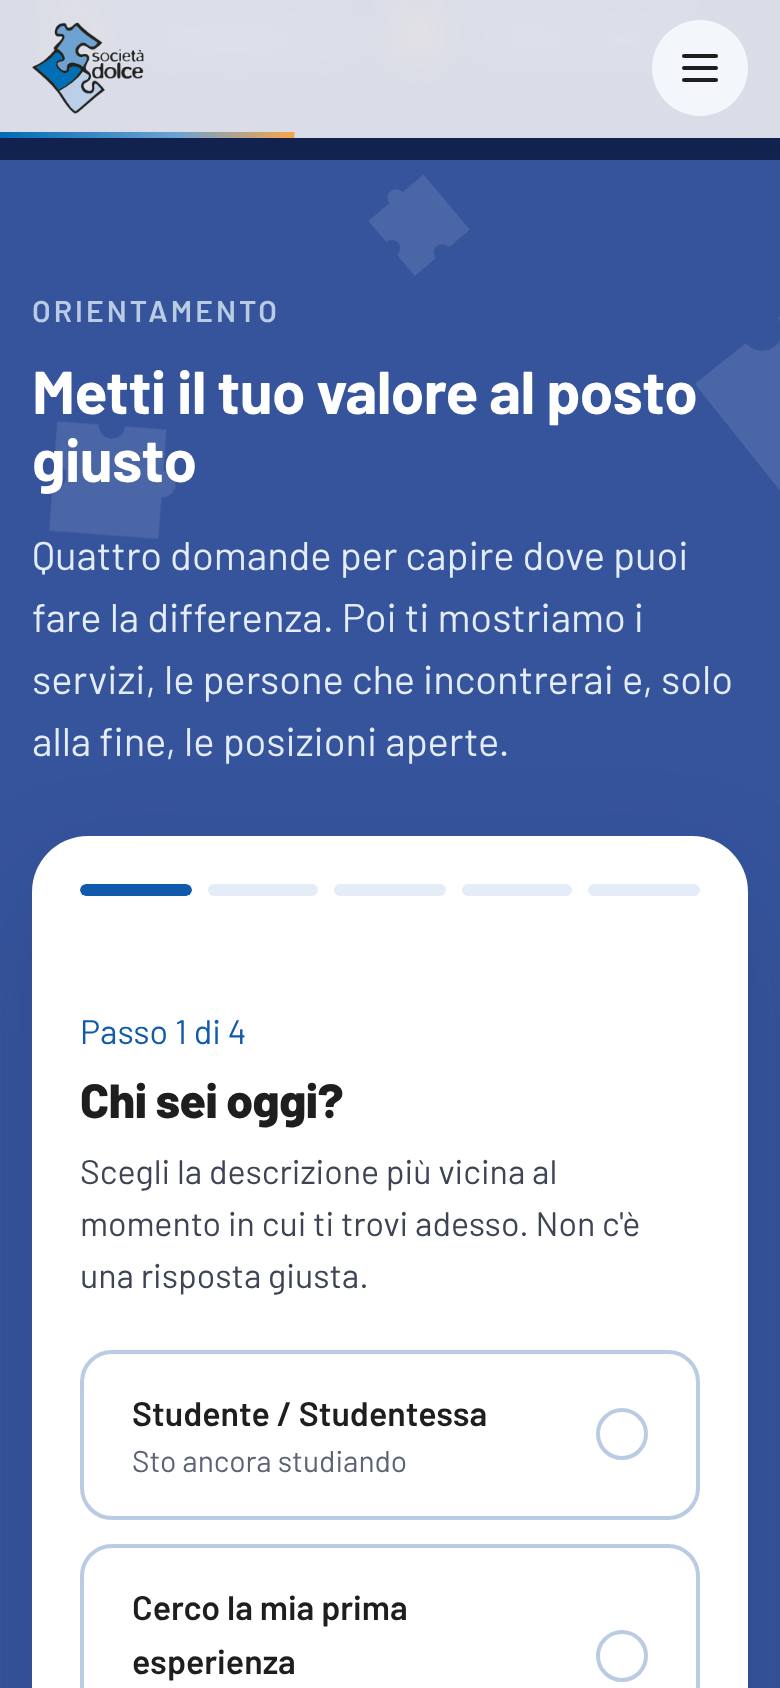 società
dolce
ORIENTAMENTO
Metti il tuo valore al posto
giusto
Quattro domande per capire dove puoi
fare la differenza. Poi ti mostriamo i
servizi, le persone che incontrerai e, solo
alla fine, le posizioni aperte.
Passo 1 di 4
Chi sei oggi?
Scegli la descrizione più vicina al
momento in cui ti trovi adesso. Non c'è
una risposta giusta.
Studente / Studentessa
Sto ancora studiando
Cerco la mia prima
esperienza